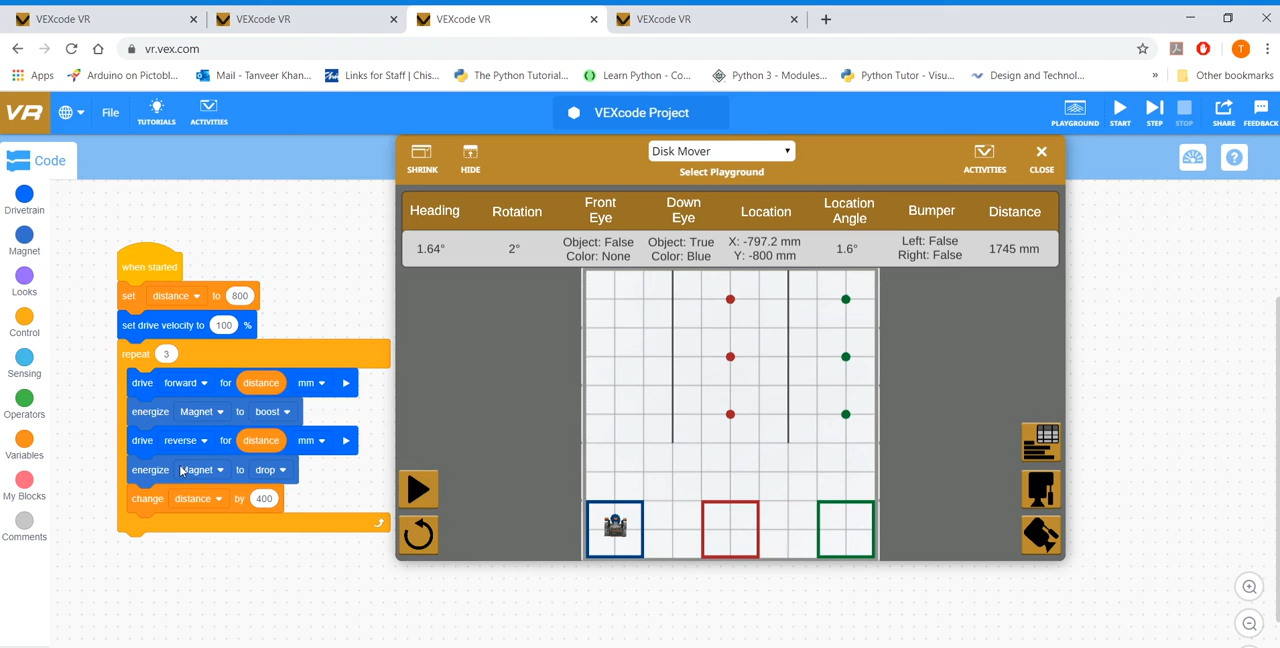 VEXcode VR
VEXcode VR
VEXcode VR
VEXcode VR
vr.vex.com
T
Apps
Arduino on Pictobl...
Mail - Tanveer Khan...
Links for Staff | Chis...
The Python Tutorial...
Learn Python - Co...
Python 3 - Modules...
Python Tutor - Visu...
Design and Technol...
»
Other bookmarks
VR
File
TUTORIALS
ACTIVITIES
VEXcode Project
PLAYGROUND
START
STEP
STOP
SHARE
FEEDBACK
Code
Drivetrain
Magnet
Looks
Control
Sensing
Operators
Variables
My Blocks
Comments
when started
set distance to 800
set drive velocity to 100 %
repeat 3
drive forward for distance mm
energize Magnet to boost
drive reverse for distance mm
energize Magnet to drop
change distance by 400
SHRINK
HIDE
Disk Mover
Select Playground
ACTIVITIES
CLOSE
Heading
Rotation
Front
Eye
Down
Eye
Location
Location
Angle
Bumper
Distance
1.64°
2°
Object: False
Color: None
Object: True
Color: Blue
X: -797.2 mm
Y: -800 mm
1.6°
Left: False
Right: False
1745 mm